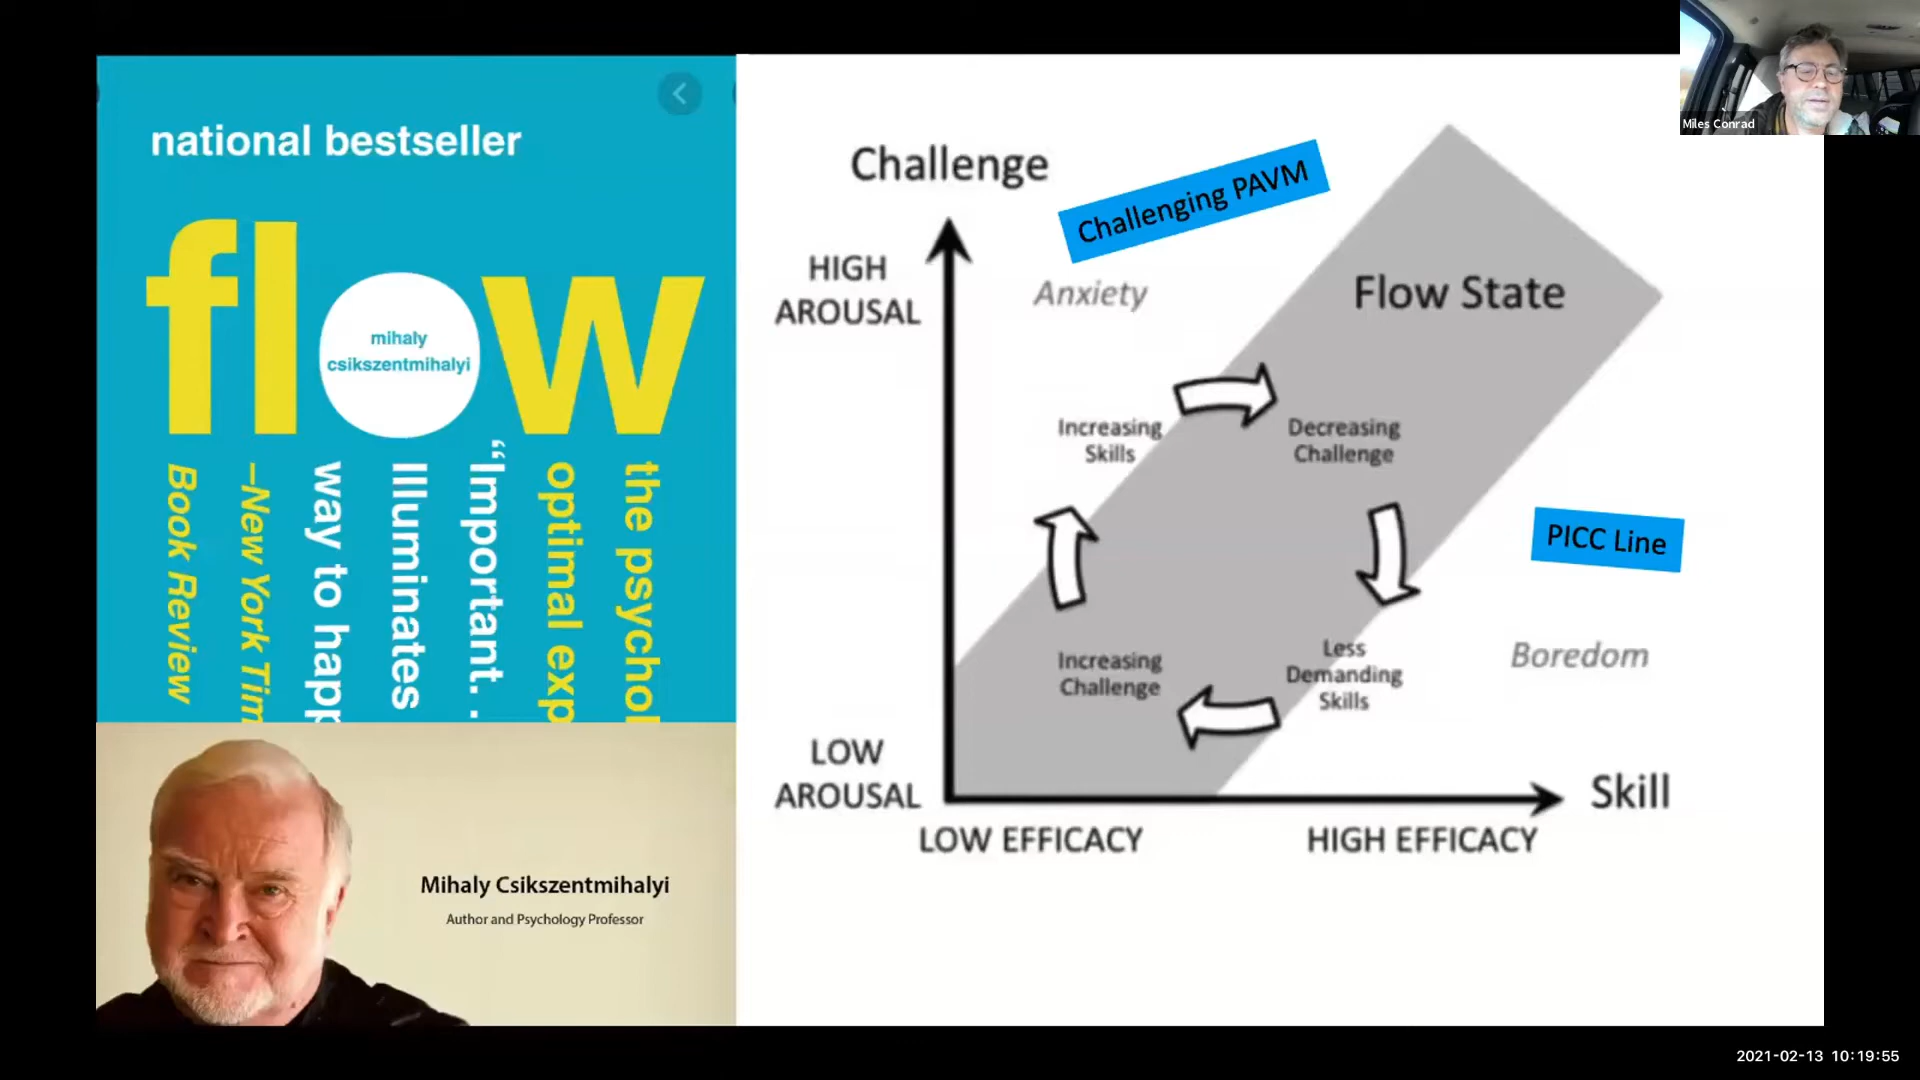 national bestseller
flow
mihaly
csikszentmihalyi
the psychol
optimal exp
“Important. .
Illuminates
way to happ
–New York Tim
Book Review
Mihaly Csikszentmihalyi
Author and Psychology Professor
Challenge
Challenging PAVM
HIGH
AROUSAL
Anxiety
Flow State
Increasing
Skills
Decreasing
Challenge
PICC Line
Increasing
Challenge
Less
Demanding
Skills
Boredom
LOW
AROUSAL
Skill
LOW EFFICACY
HIGH EFFICACY
Miles Conrad
2021-02-13 10:19:55